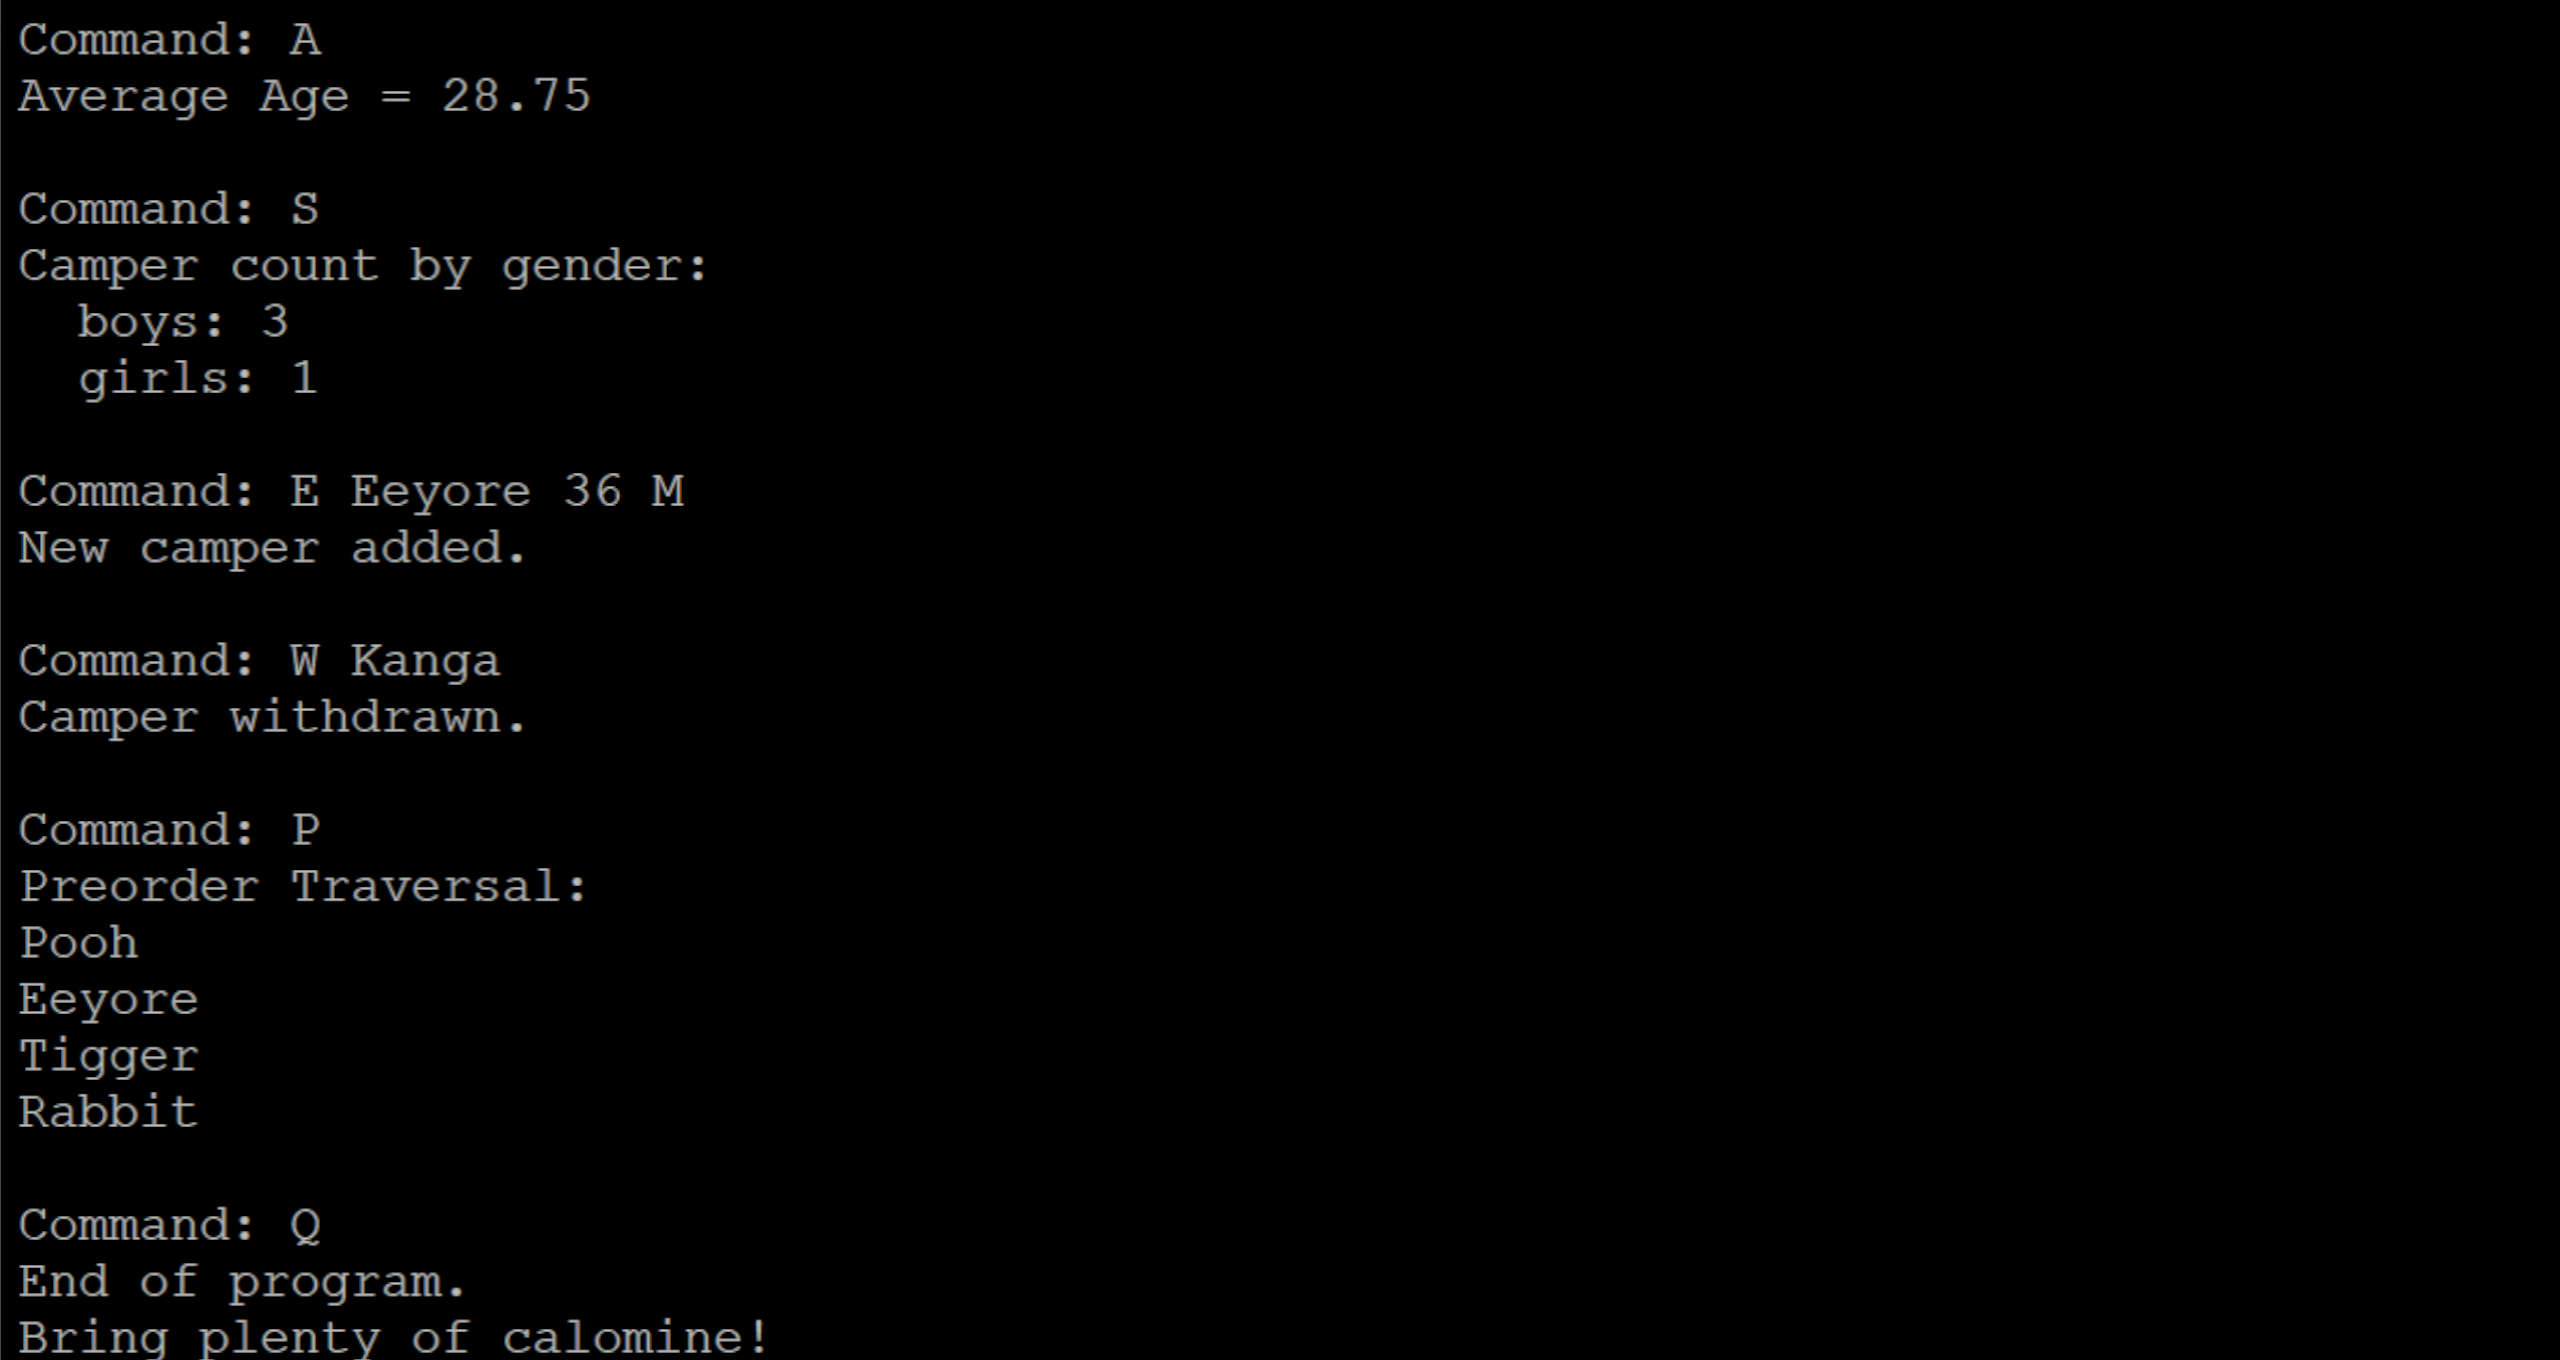 Command: A
Average Age = 28.75
Command: S
Camper count by gender:
  boys: 3
  girls: 1
Command: E Eeyore 36 M
New camper added.
Command: W Kanga
Camper withdrawn.
Command: P
Preorder Traversal:
Pooh
Eeyore
Tigger
Rabbit
Command: Q
End of program.
Bring plenty of calomine!